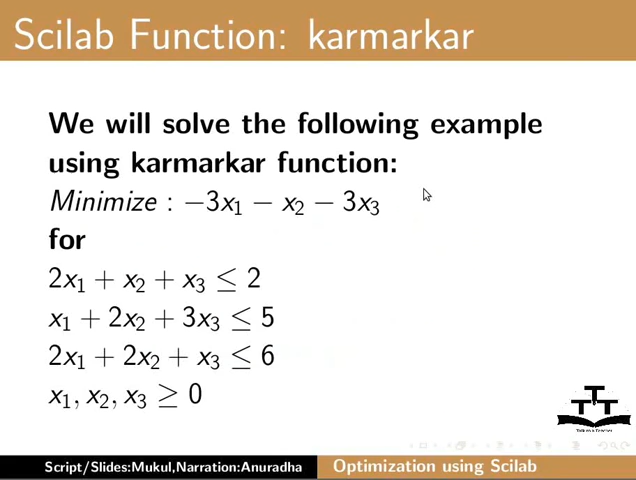 Scilab Function: karmarkar
We will solve the following example
using karmarkar function:
Minimize : −3x₁ − x₂ − 3x₃
for
2x₁ + x₂ + x₃ ≤ 2
x₁ + 2x₂ + 3x₃ ≤ 5
2x₁ + 2x₂ + x₃ ≤ 6
x₁, x₂, x₃ ≥ 0
Script/Slides:Mukul,Narration:Anuradha
Optimization using Scilab